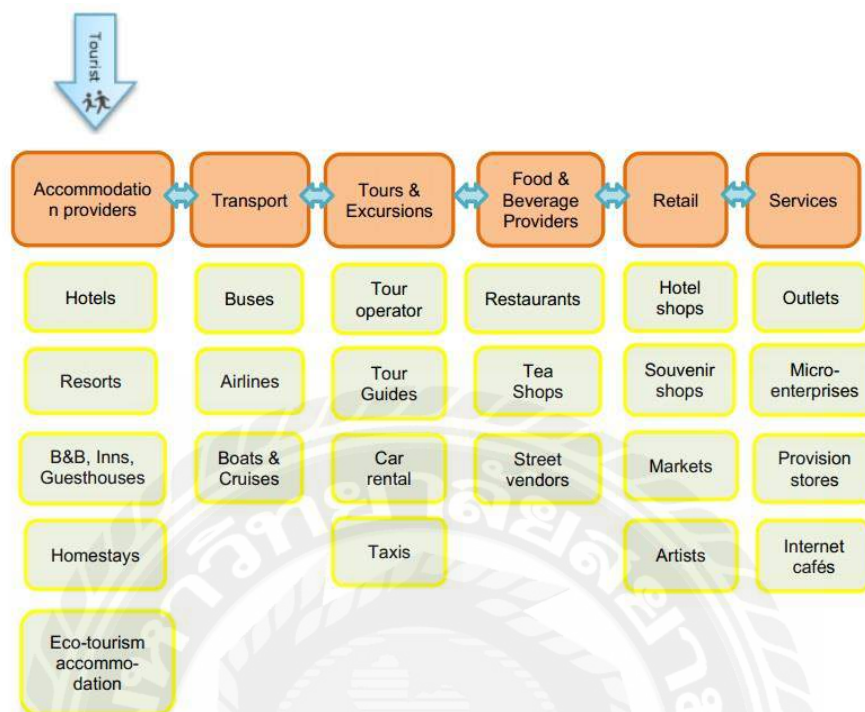 Tourist
Accommodatio
n providers
Transport
Tours &
Excursions
Food &
Beverage
Providers
Retail
Services
Hotels
Buses
Tour
operator
Restaurants
Hotel
shops
Outlets
Resorts
Airlines
Tour
Guides
Tea
Shops
Souvenir
shops
Micro-
enterprises
B&B, Inns,
Guesthouses
Boats &
Cruises
Car
rental
Street
vendors
Markets
Provision
stores
Homestays
Taxis
Artists
Internet
cafés
Eco-tourism
accommo-
dation